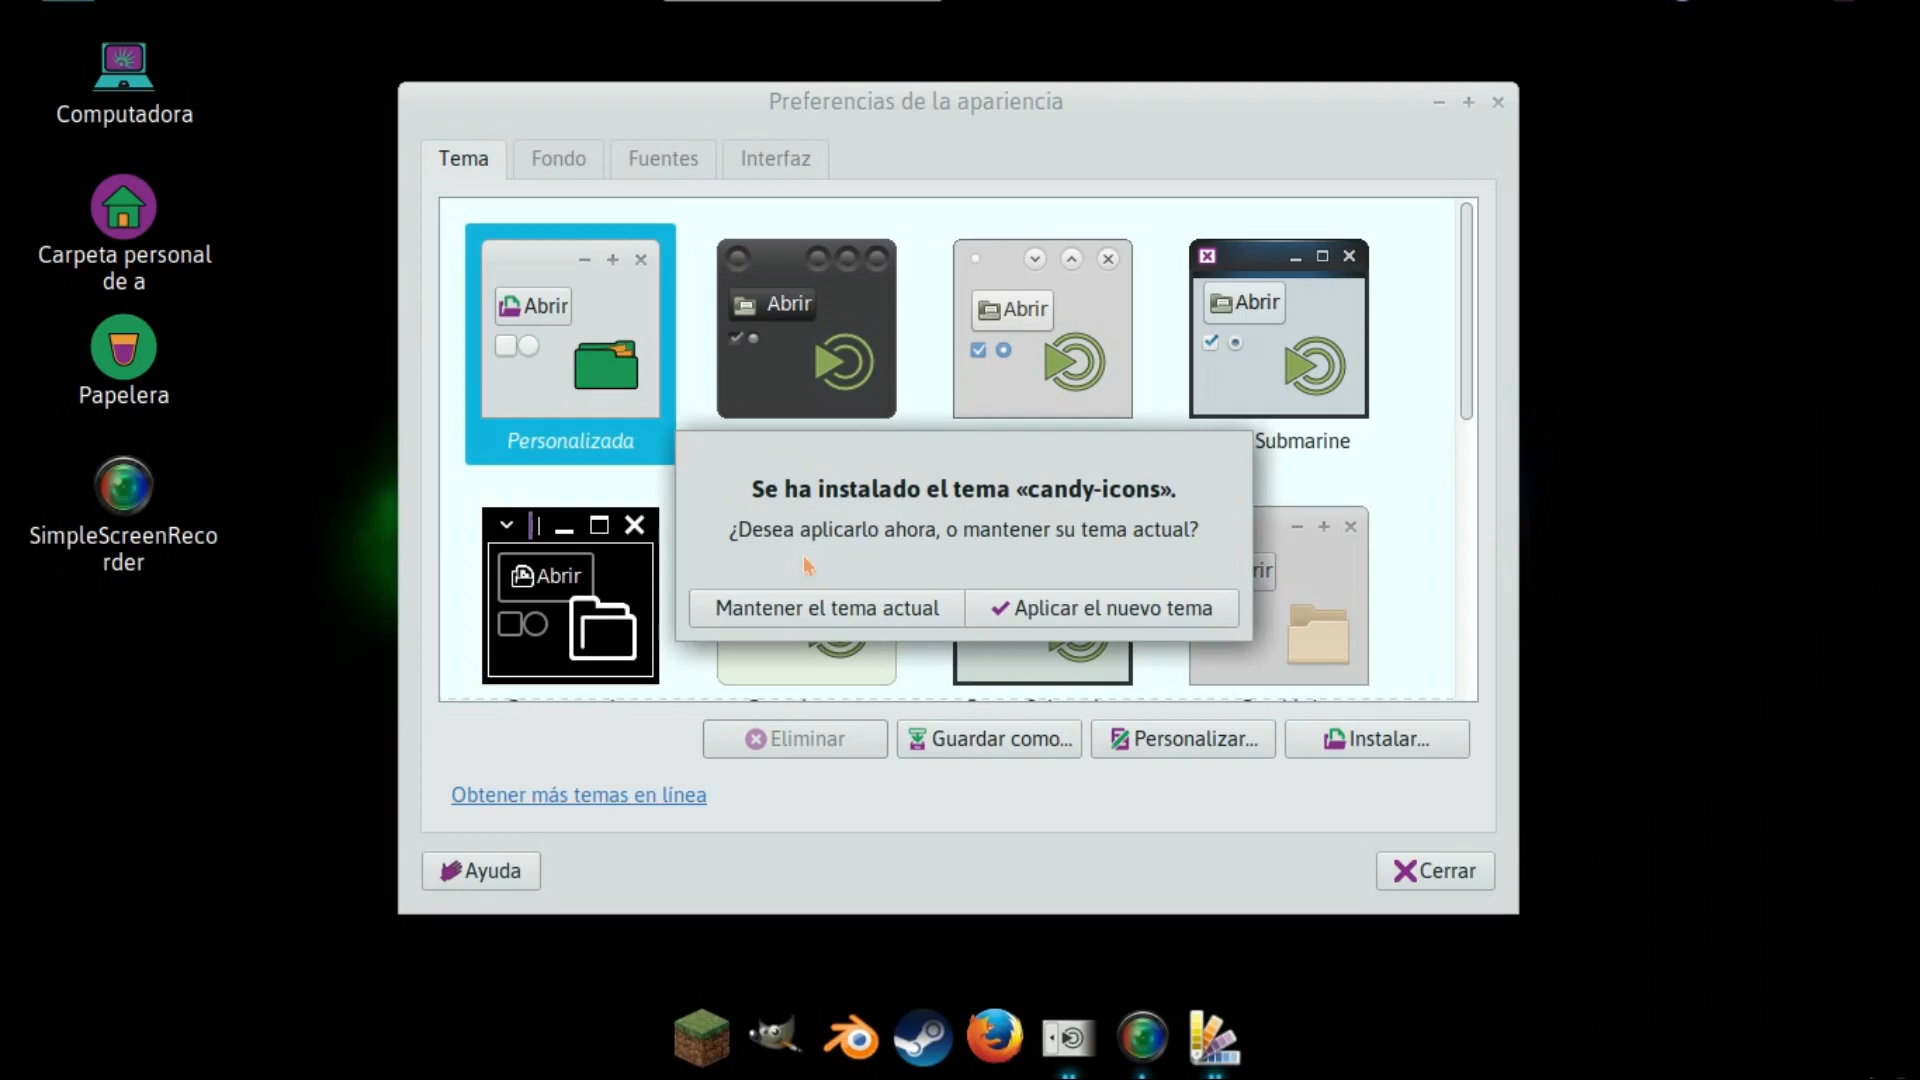 Computadora
Carpeta personal
de a
Papelera
SimpleScreenReco
rder
Preferencias de la apariencia
Tema
Fondo
Fuentes
Interfaz
Abrir
Abrir
Abrir
Abrir
Personalizada
Submarine
Abrir
Se ha instalado el tema «candy-icons».
¿Desea aplicarlo ahora, o mantener su tema actual?
Mantener el tema actual
Aplicar el nuevo tema
Eliminar
Guardar como...
Personalizar...
Instalar...
Obtener más temas en línea
Ayuda
Cerrar